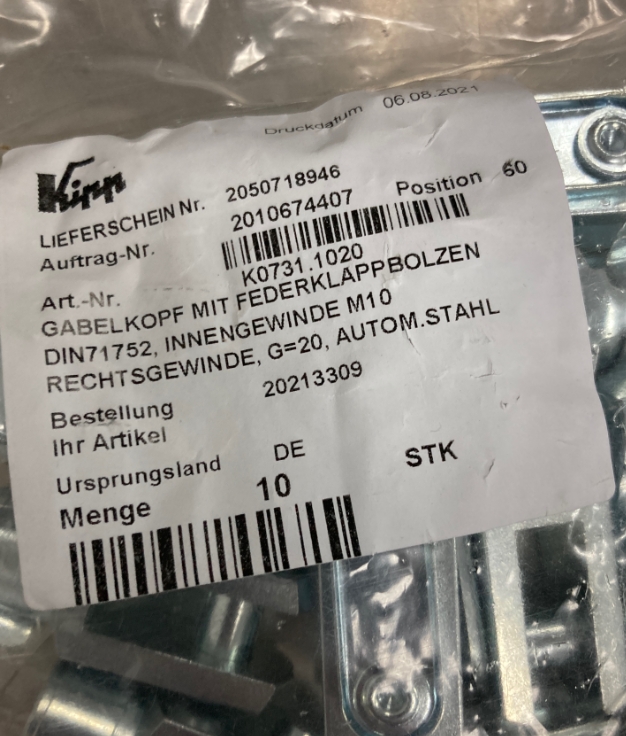 Druckdatum 06.08.2021
Kipp
LIEFERSCHEIN Nr. 2050718946
Auftrag-Nr. 2010674407 Position 60
Art.-Nr. K0731.1020
GABELKOPF MIT FEDERKLAPPBOLZEN
DIN71752, INNENGEWINDE M10
RECHTSGEWINDE, G=20, AUTOM.STAHL
Bestellung 20213309
Ihr Artikel
Ursprungsland DE
Menge 10 STK